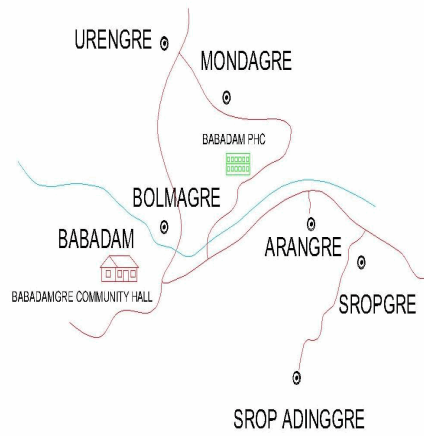 URENGRE
MONDAGRE
BABADAM PHC
BOLMAGRE
BABADAM
ARANGRE
BABADAMGRE COMMUNITY HALL
SROPGRE
SROP ADINGGRE